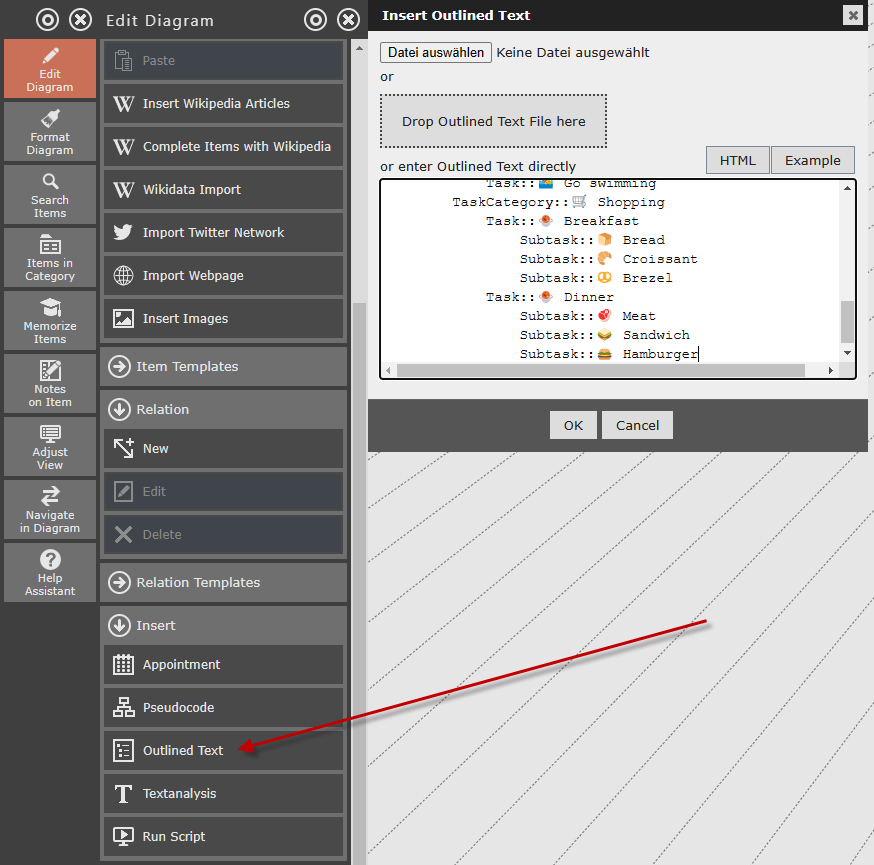 Edit Diagram
Edit
Diagram
Format
Diagram
Search
Items
Items in
Category
Memorize
Items
Notes
on Item
Adjust
View
Navigate
in Diagram
Help
Assistant
Paste
Insert Wikipedia Articles
Complete Items with Wikipedia
Wikidata Import
Import Twitter Network
Import Webpage
Insert Images
Item Templates
Relation
New
Edit
Delete
Relation Templates
Insert
Appointment
Pseudocode
Outlined Text
Textanalysis
Run Script
Insert Outlined Text
Datei auswählen Keine Datei ausgewählt
or
Drop Outlined Text File here
or enter Outlined Text directly
HTML
Example
Task::🏊 Go swimming
TaskCategory::🛒 Shopping
Task::🍳 Breakfast
Subtask::🍞 Bread
Subtask::🥐 Croissant
Subtask::🥨 Brezel
Task::🍳 Dinner
Subtask::🥩 Meat
Subtask::🥪 Sandwich
Subtask::🍔 Hamburger
OK
Cancel